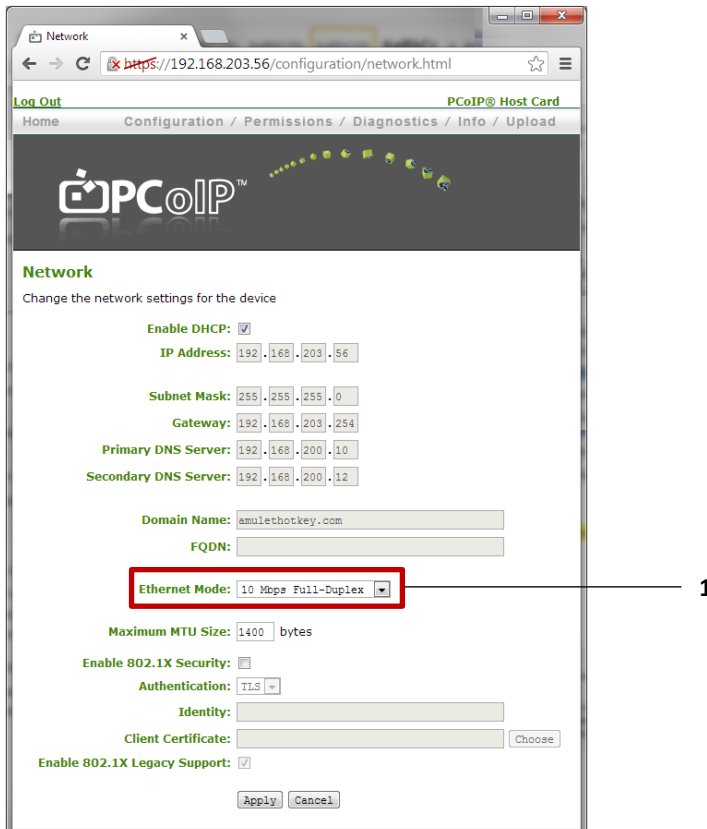 Network
https://192.168.203.56/configuration/network.html
Log Out PCoIP® Host Card
Home Configuration / Permissions / Diagnostics / Info / Upload
PCoIP™
Network
Change the network settings for the device
Enable DHCP:
IP Address: 192 . 168 . 203 . 56
Subnet Mask: 255 . 255 . 255 . 0
Gateway: 192 . 168 . 203 . 254
Primary DNS Server: 192 . 168 . 200 . 10
Secondary DNS Server: 192 . 168 . 200 . 12
Domain Name: amulethotkey.com
FQDN:
Ethernet Mode: 10 Mbps Full-Duplex
1
Maximum MTU Size: 1400 bytes
Enable 802.1X Security:
Authentication: TLS
Identity:
Client Certificate: Choose
Enable 802.1X Legacy Support:
Apply Cancel